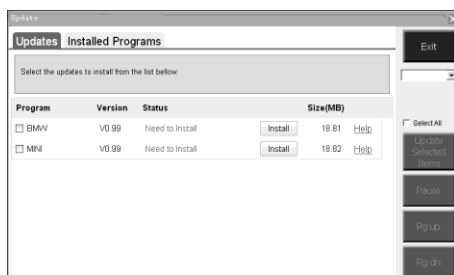 Update
Updates Installed Programs
Exit
Select the updates to install from the list bellow:
Program Version Status Size(MB)
Select All
BMW V0.99 Need to Install Install 18.81 Help
MINI V0.99 Need to Install Install 18.82 Help
Update
Selected
Items
Pause
Pg up
Pg dn